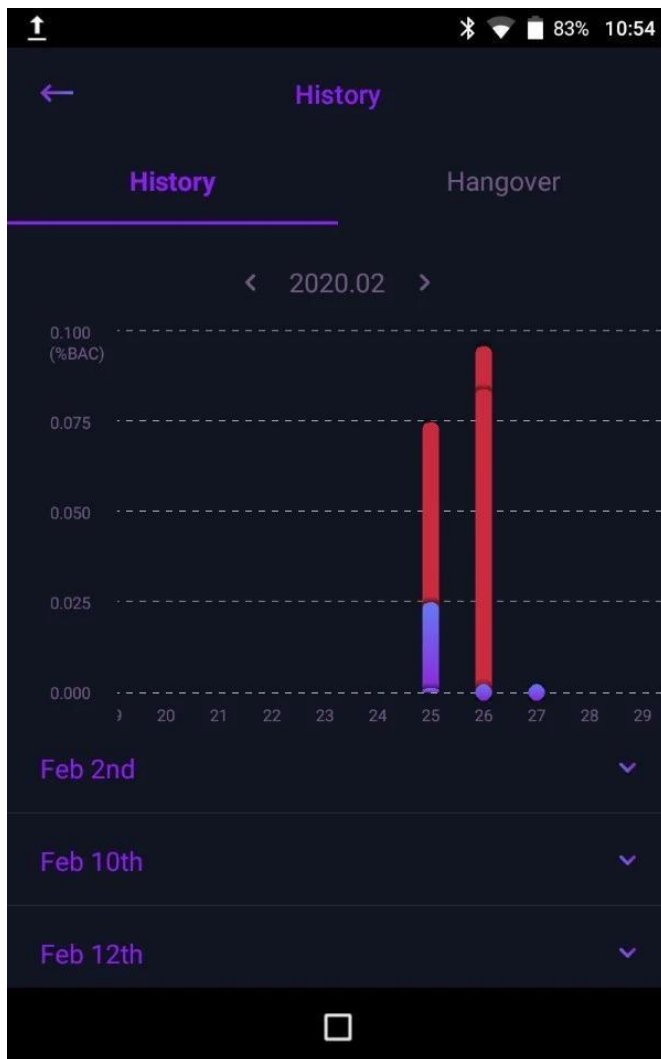 83% 10:54
History
History Hangover
2020.02
0.100
(%BAC)
0.075
0.050
0.025
0.000
9 20 21 22 23 24 25 26 27 28 29
Feb 2nd
Feb 10th
Feb 12th